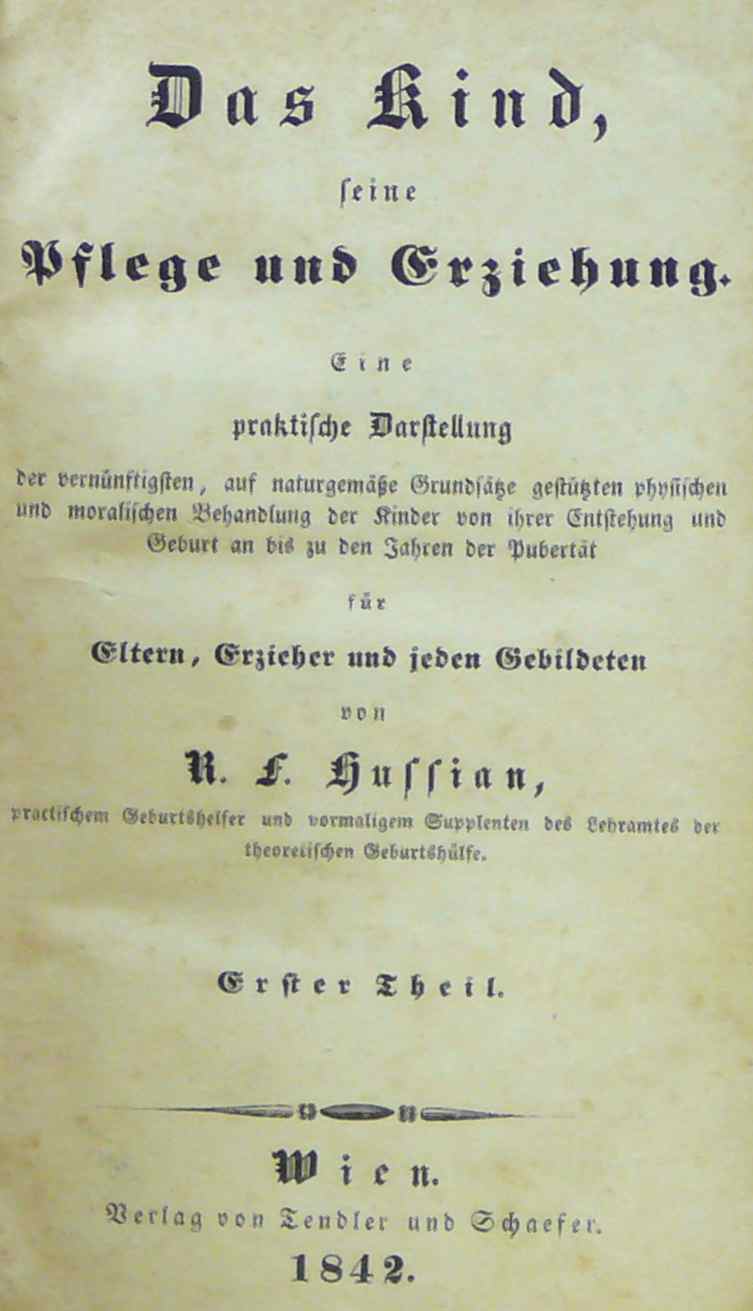 Das Kind,
seine
Pflege und Erziehung.
Eine
praktische Darstellung
der vernünftigsten, auf naturgemäße Grundsätze gestützten physischen
und moralischen Behandlung der Kinder von ihrer Entstehung und
Geburt an bis zu den Jahren der Pubertät
für
Eltern, Erzieher und jeden Gebildeten
von
R. F. Hussian,
practischem Geburtshelfer und vormaligem Supplenten des Lehramtes der
theoretischen Geburtshülfe.
Erster Theil.
Wien.
Verlag von Tendler und Schaefer.
1842.